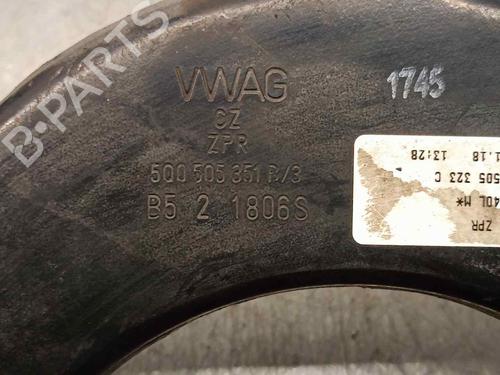 VWAG
CZ
ZPR
5Q0 505 351 B/3
B5 2 1806S
1745
1.18 13:28
505 323 C
40L M*
ZPR
B-PARTS